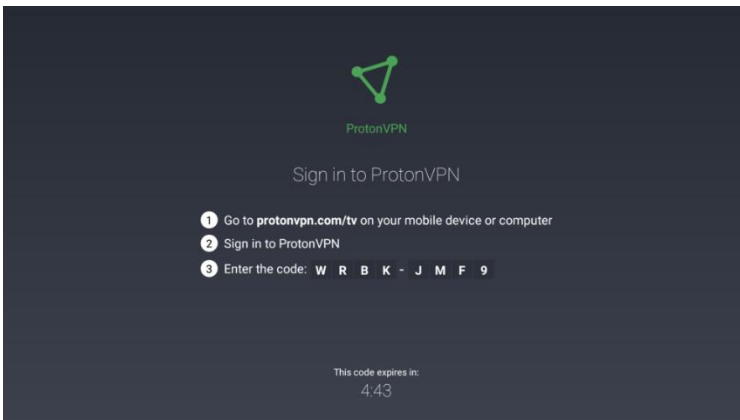 ProtonVPN
Sign in to ProtonVPN
1 Go to protonvpn.com/tv on your mobile device or computer
2 Sign in to ProtonVPN
3 Enter the code: W R B K - J M F 9
This code expires in:
4:43